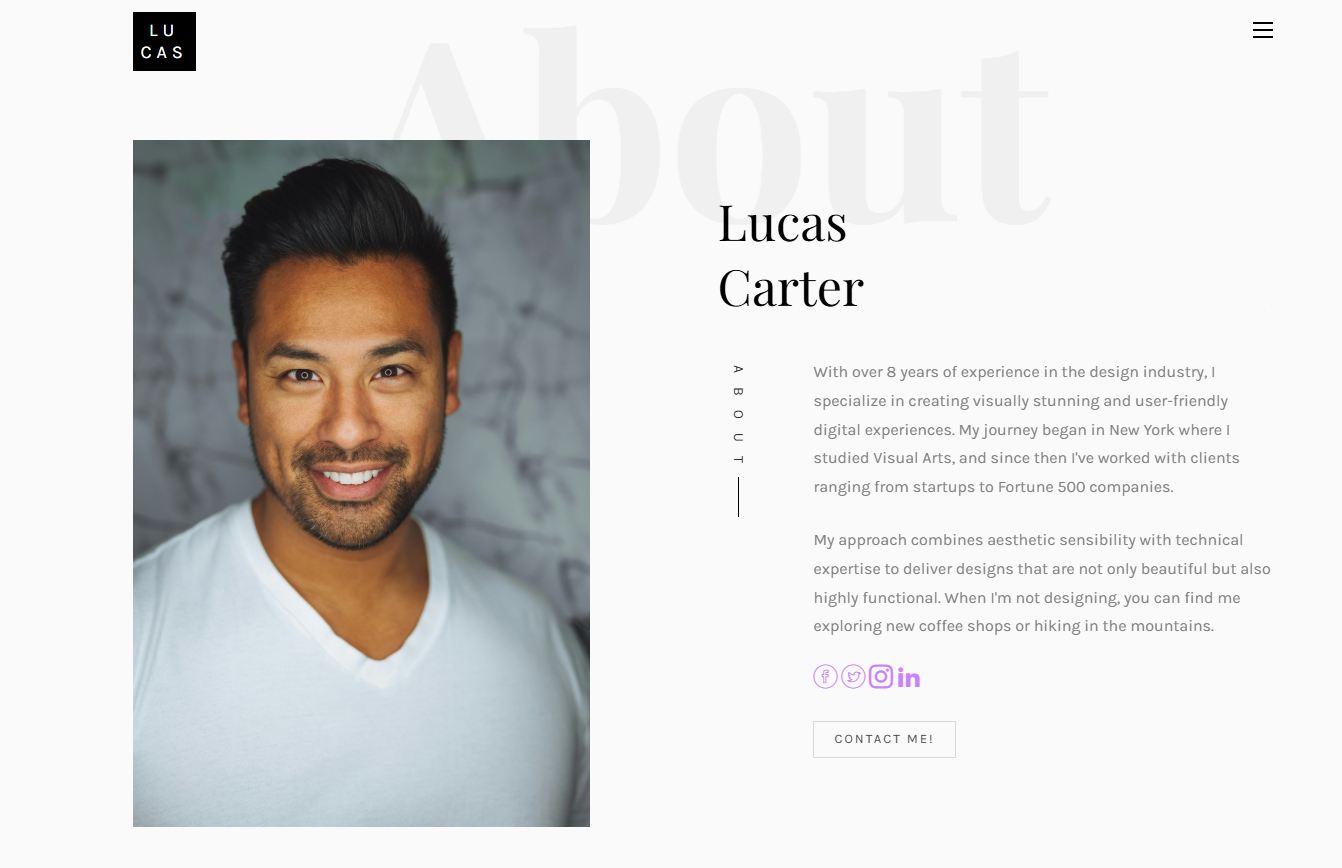 LU
CAS
About
Lucas
Carter
ABOUT
With over 8 years of experience in the design industry, I
specialize in creating visually stunning and user-friendly
digital experiences. My journey began in New York where I
studied Visual Arts, and since then I've worked with clients
ranging from startups to Fortune 500 companies.
My approach combines aesthetic sensibility with technical
expertise to deliver designs that are not only beautiful but also
highly functional. When I'm not designing, you can find me
exploring new coffee shops or hiking in the mountains.
in
CONTACT ME!